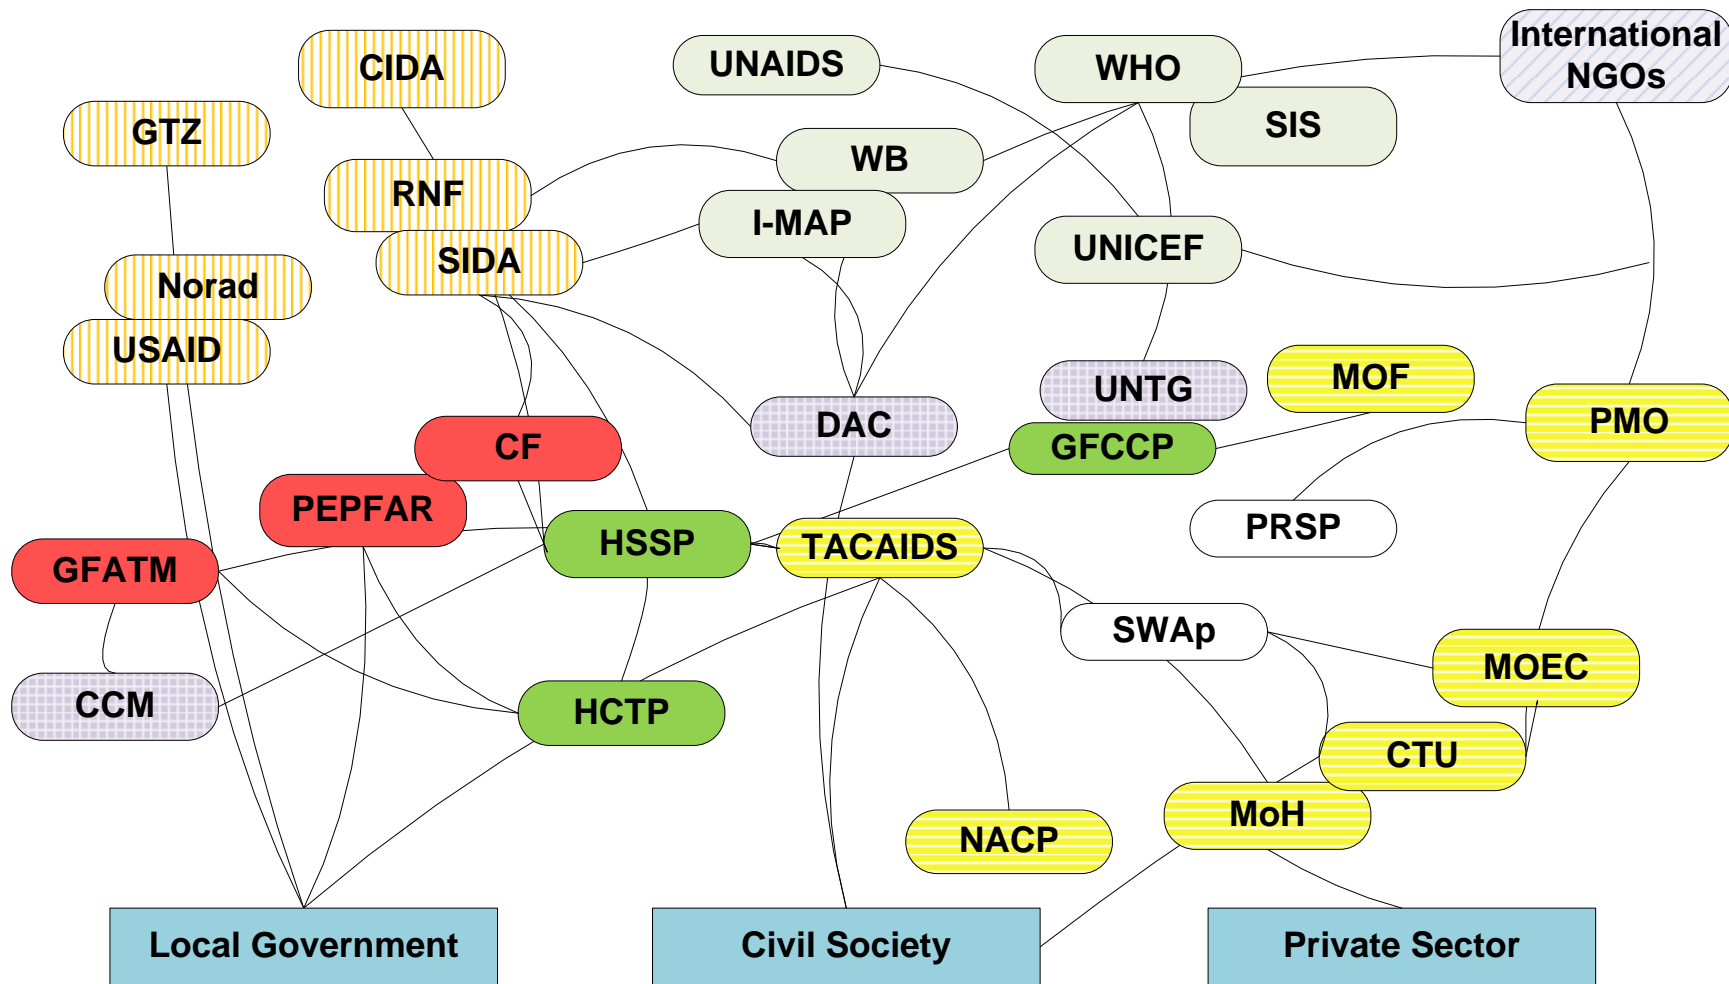 International
NGOs
CIDA
UNAIDS
WHO
GTZ
SIS
WB
RNF
I-MAP
UNICEF
SIDA
Norad
USAID
UNTG
MOF
DAC
PMO
CF
GFCCP
PEPFAR
PRSP
HSSP
TACAIDS
GFATM
SWAp
MOEC
CCM
HCTP
CTU
MoH
NACP
Local Government
Civil Society
Private Sector